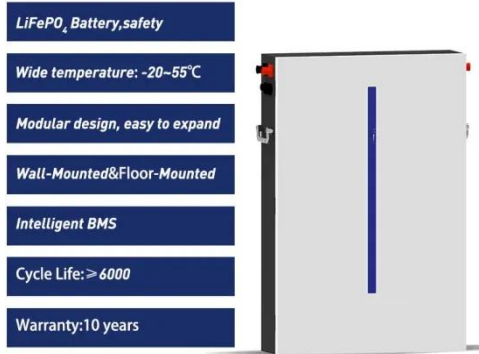 LiFePO₄ Battery,safety
Wide temperature: -20~55℃
Modular design, easy to expand
Wall-Mounted&Floor-Mounted
Intelligent BMS
Cycle Life:≥6000
Warranty:10 years